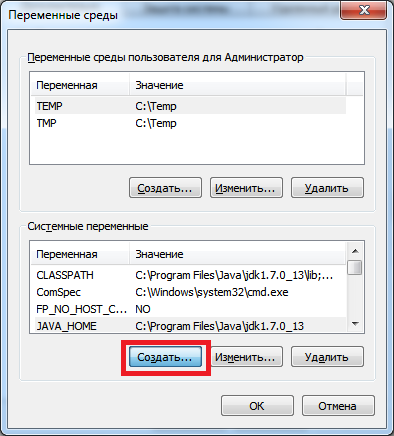 Переменные среды
Переменные среды пользователя для Администратор
Переменная Значение
TEMP C:\Temp
TMP C:\Temp
Создать... Изменить... Удалить
Системные переменные
Переменная Значение
CLASSPATH C:\Program Files\Java\jdk1.7.0_13\lib;...
ComSpec C:\Windows\system32\cmd.exe
FP_NO_HOST_C... NO
JAVA_HOME C:\Program Files\Java\jdk1.7.0_13
Создать... Изменить... Удалить
ОК Отмена